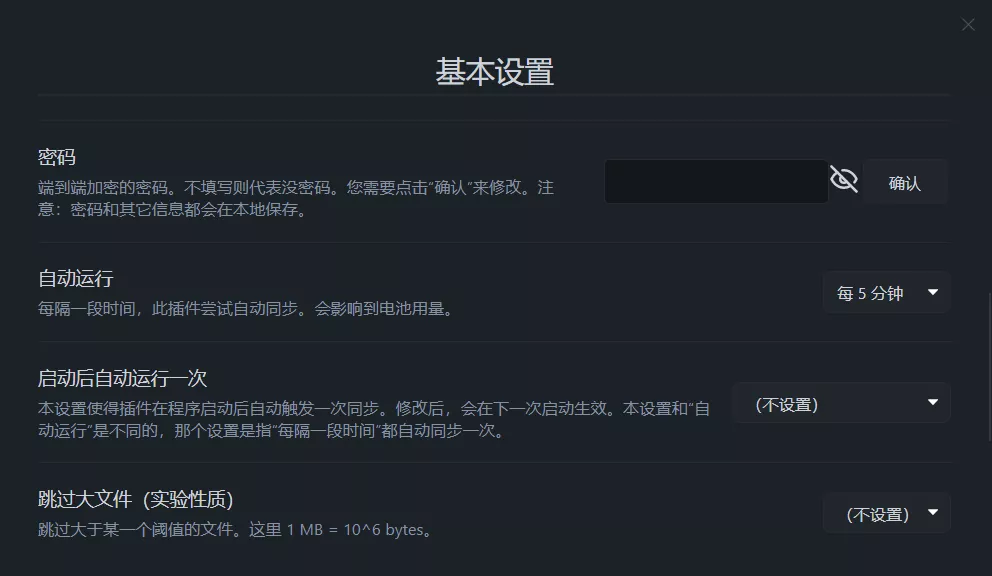 基本设置
密码
端到端加密的密码。不填写则代表没密码。您需要点击“确认”来修改。注
意：密码和其它信息都会在本地保存。
确认
自动运行
每隔一段时间，此插件尝试自动同步。会影响到电池用量。
每 5 分钟
启动后自动运行一次
本设置使得插件在程序启动后自动触发一次同步。修改后，会在下一次启动生效。本设置和“自
动运行”是不同的，那个设置是指“每隔一段时间”都自动同步一次。
（不设置）
跳过大文件（实验性质）
跳过大于某一个阈值的文件。这里 1 MB = 10^6 bytes。
（不设置）